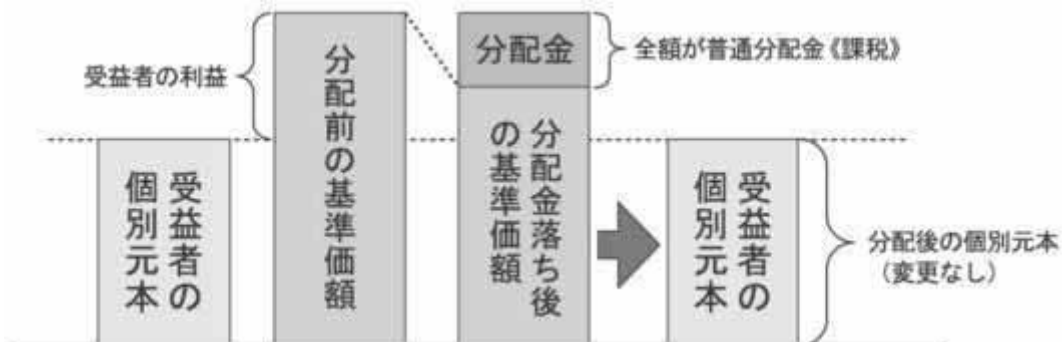 受益者の利益
分配前の基準価額
分配金
全額が普通分配金《課税》
受益者の
個別元本
分配金落ち後
の基準価額
受益者の
個別元本
分配後の個別元本
（変更なし）